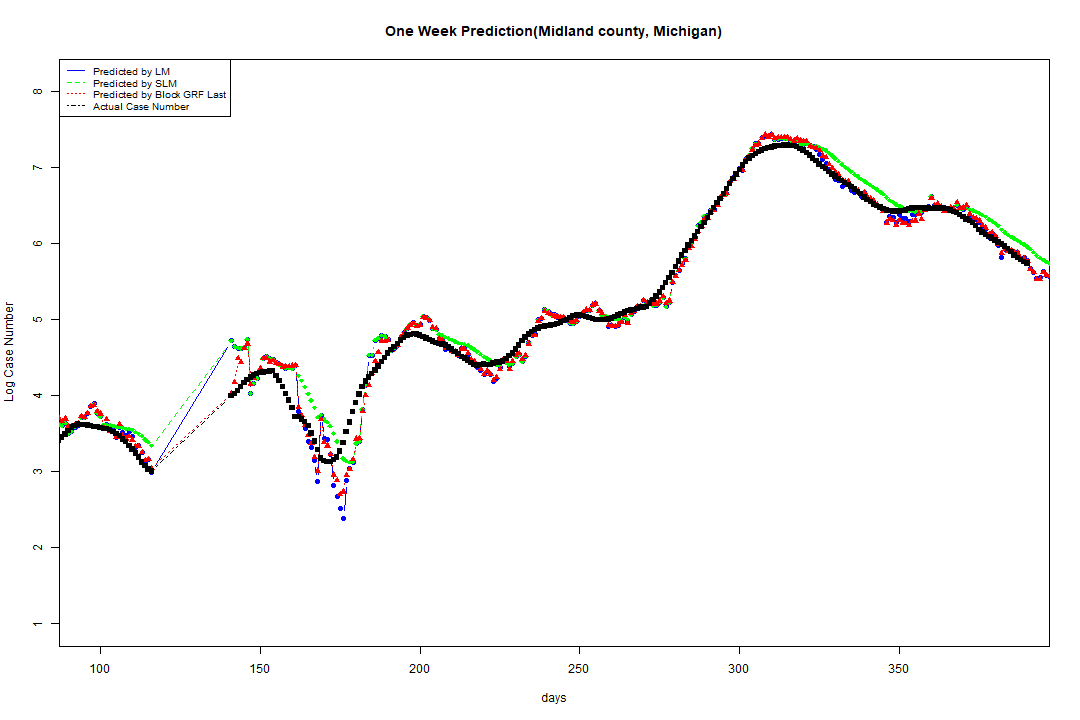 One Week Prediction(Midland county, Michigan)
Predicted by LM
Predicted by SLM
Predicted by Block GRF Last
Actual Case Number
8
7
6
5
4
3
2
1
Log Case Number
100 150 200 250 300 350
days